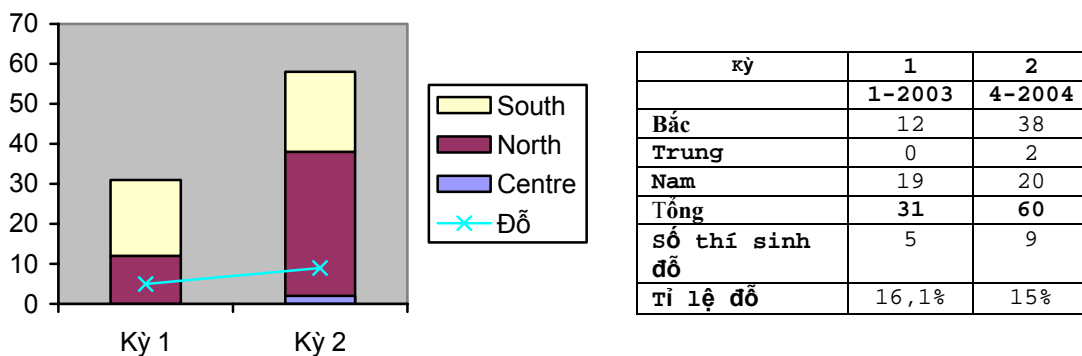 70
60
50
40
30
20
10
0
Kỳ 1 Kỳ 2
South
North
Centre
Đỗ
Kỳ 1 2
1-2003 4-2004
Bắc 12 38
Trung 0 2
Nam 19 20
Tổng 31 60
Số thí sinh 5 9
đỗ
Tỉ lệ đỗ 16,1% 15%